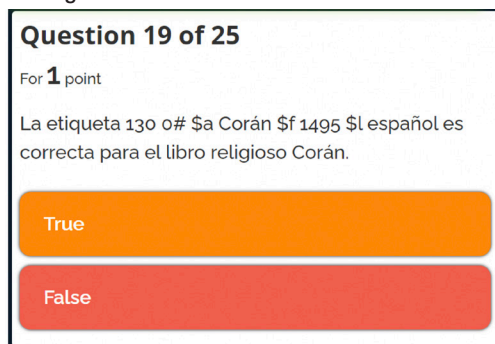 Question 19 of 25
For 1 point
La etiqueta 130 0# $a Corán $f 1495 $l español es
correcta para el libro religioso Corán.
True
False